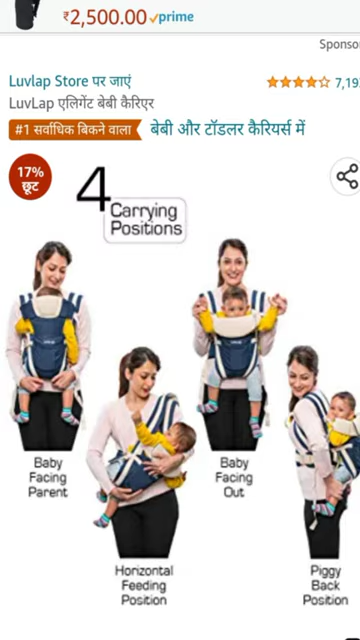 ₹2,500.00 prime
Sponso
LuvLap Store पर जाएं
7,19
LuvLap एलिगेंट बेबी कैरिएर
#1 सर्वाधिक बिकने वाला बेबी और टॉडलर कैरियर्स में
17%
छूट
4
Carrying
Positions
Baby
Facing
Parent
Horizontal
Feeding
Position
Baby
Facing
Out
Piggy
Back
Position